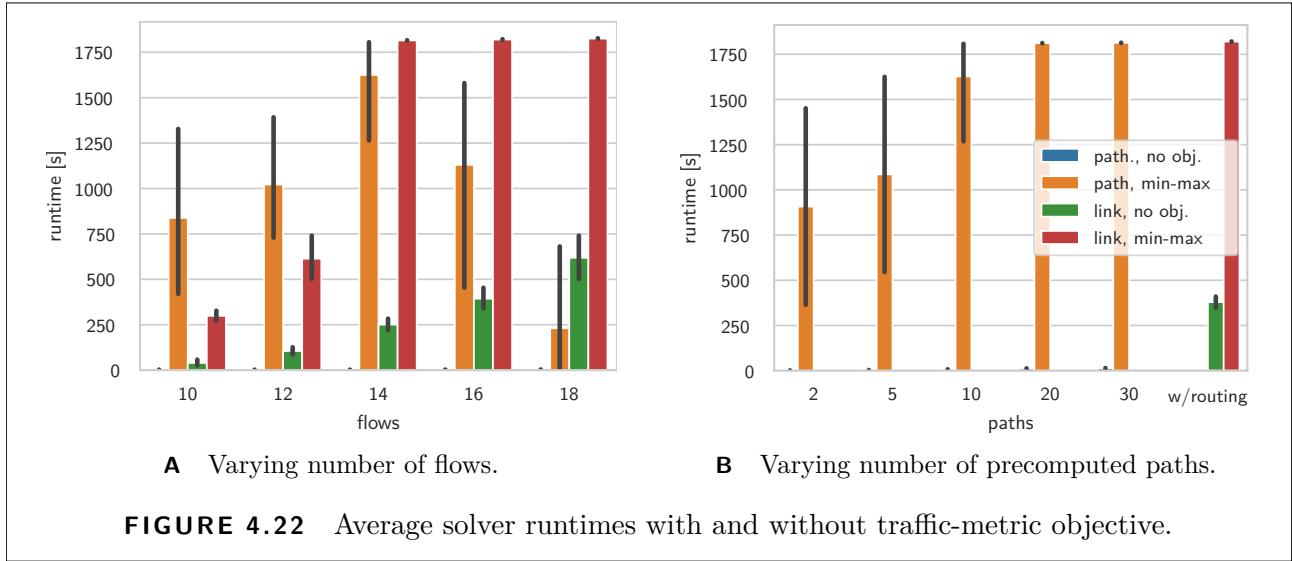 1750
1500
1250
1000
750
500
250
0
runtime [s]
10 12 14 16 18
flows
A Varying number of flows.
1750
1500
1250
1000
750
500
250
0
runtime [s]
path., no obj.
path, min-max
link, no obj.
link, min-max
2 5 10 20 30 w/routing
paths
B Varying number of precomputed paths.
FIGURE 4.22 Average solver runtimes with and without traffic-metric objective.